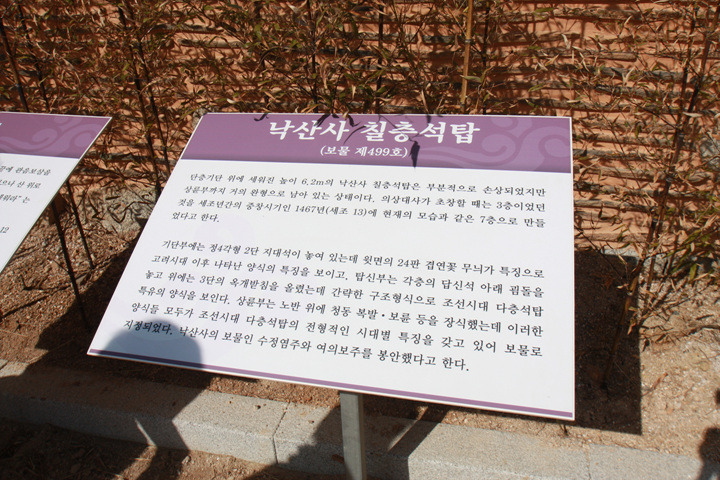 낙산사 칠층석탑
(보물 제499호)
단층기단 위에 세워진 높이 6.2m의 낙산사 칠층석탑은 부분적으로 손상되었지만
상륜부까지 거의 완형으로 남아 있는 상태이다. 의상대사가 초창할 때는 3층이었던
것을 세조년간의 중창시기인 1467년(세조 13)에 현재의 모습과 같은 7층으로 만들
었다고 한다.
기단부에는 정4각형 2단 지대석이 놓여 있는데 윗면의 24판 겹연꽃 무늬가 특징으로
고려시대 이후 나타난 양식의 특징을 보이고. 탑신부는 각층의 답신석 아래 굄돌을
놓고 위에는 3단의 옥개받침을 올렸는데 간략한 구조형식으로 조선시대 다층석탑
특유의 양식을 보인다. 상륜부는 노반 위에 청동 복발・보륜 등을 장식했는데 이러한
양식들 모두가 조선시대 다층석탑의 전형적인 시대별 특징을 갖고 있어 보물로
지정되었다. 낙산사의 보물인 수정염주와 여의보주를 봉안했다고 한다.
관음보살을
산 위로
는
12